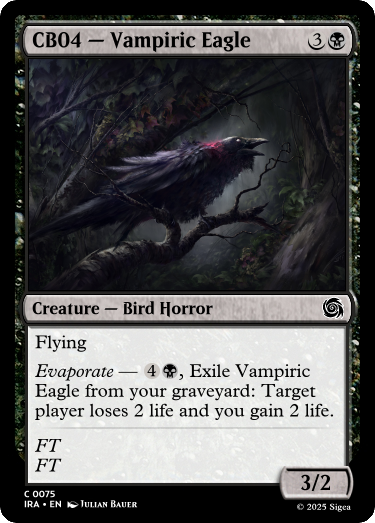 CB04 — Vampiric Eagle 3
Creature — Bird Horror
Flying
Evaporate — 4 , Exile Vampiric
Eagle from your graveyard: Target
player loses 2 life and you gain 2 life.
FT
FT
3/2
C 0075
IRA • EN Julian Bauer
© 2025 Sigea